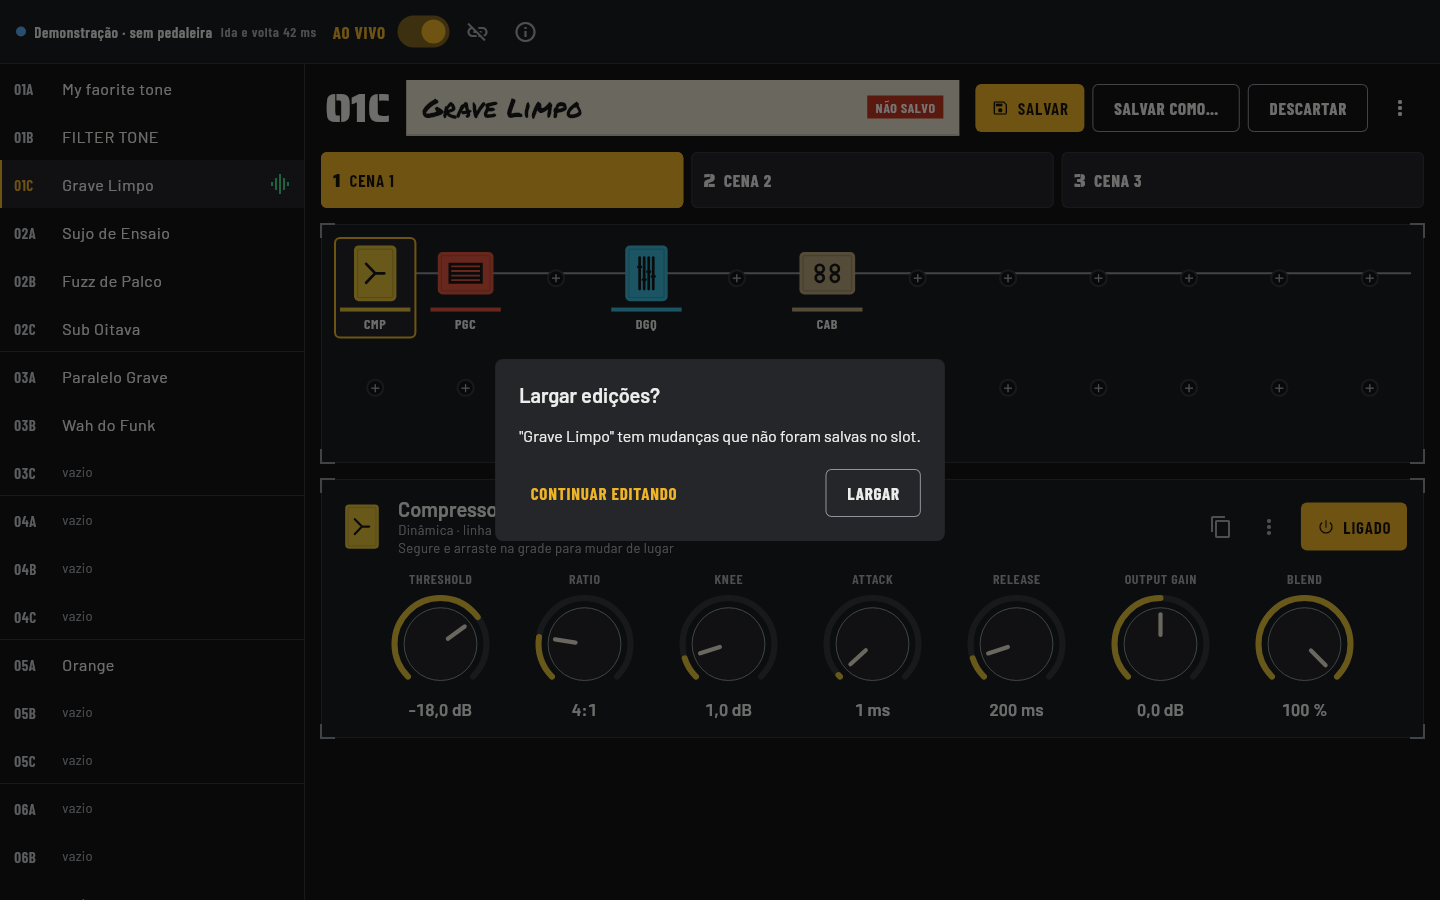 Demonstração · sem pedaleira Ida e volta 42 ms AO VIVO
01A My faorite tone
01B FILTER TONE
01C Grave Limpo
02A Sujo de Ensaio
02B Fuzz de Palco
02C Sub Oitava
03A Paralelo Grave
03B Wah do Funk
03C vazio
04A vazio
04B vazio
04C vazio
05A Orange
05B vazio
05C vazio
06A vazio
06B vazio
01C Grave Limpo NÃO SALVO SALVAR SALVAR COMO... DESCARTAR
1 CENA 1 2 CENA 2 3 CENA 3
88
CMP PGC DGQ CAB
Largar edições?
"Grave Limpo" tem mudanças que não foram salvas no slot.
CONTINUAR EDITANDO LARGAR
Compresso
Dinâmica · linha
Segure e arraste na grade para mudar de lugar
LIGADO
THRESHOLD RATIO KNEE ATTACK RELEASE OUTPUT GAIN BLEND
-18,0 dB 4:1 1,0 dB 1 ms 200 ms 0,0 dB 100 %